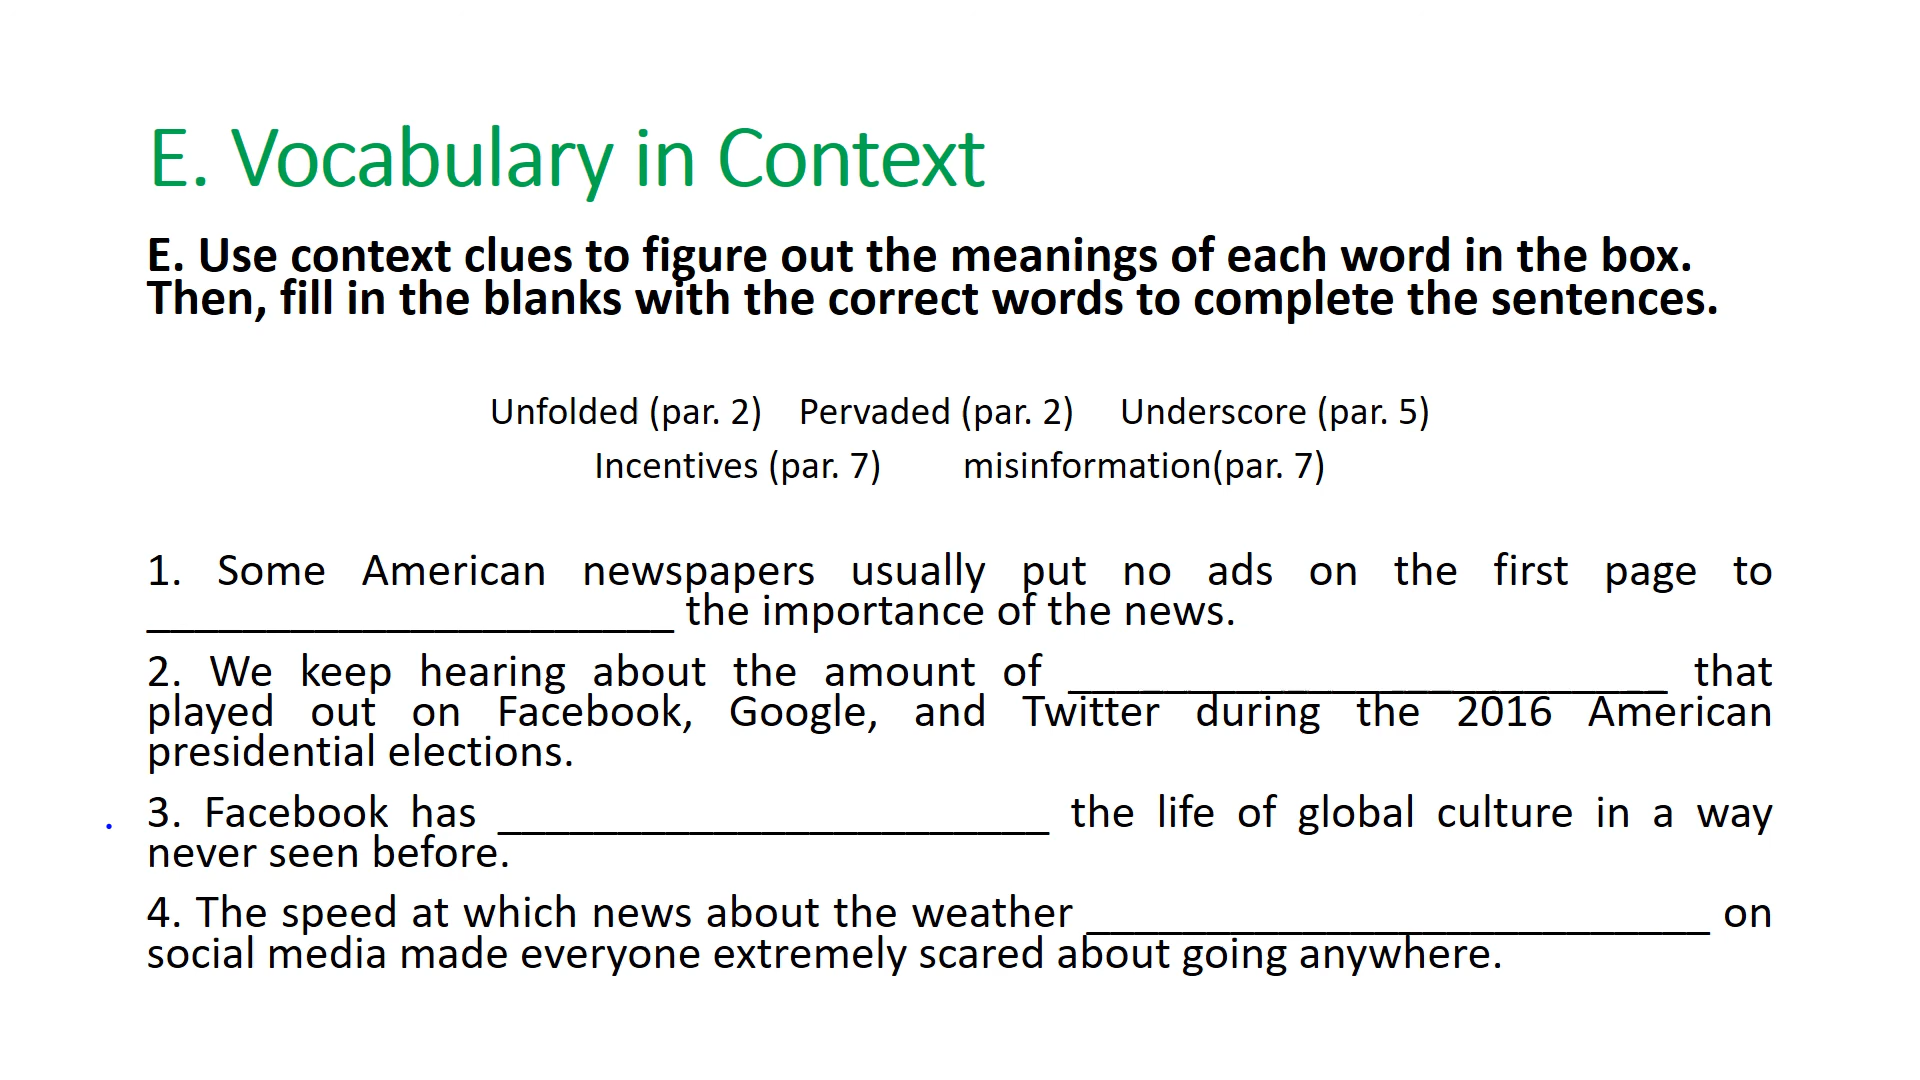 E. Vocabulary in Context
E. Use context clues to figure out the meanings of each word in the box.
Then, fill in the blanks with the correct words to complete the sentences.
Unfolded (par. 2) Pervaded (par. 2) Underscore (par. 5)
Incentives (par. 7) misinformation(par. 7)
1. Some American newspapers usually put no ads on the first page to
______________________ the importance of the news.
2. We keep hearing about the amount of _________________________ that
played out on Facebook, Google, and Twitter during the 2016 American
presidential elections.
3. Facebook has _______________________ the life of global culture in a way
never seen before.
4. The speed at which news about the weather __________________________ on
social media made everyone extremely scared about going anywhere.